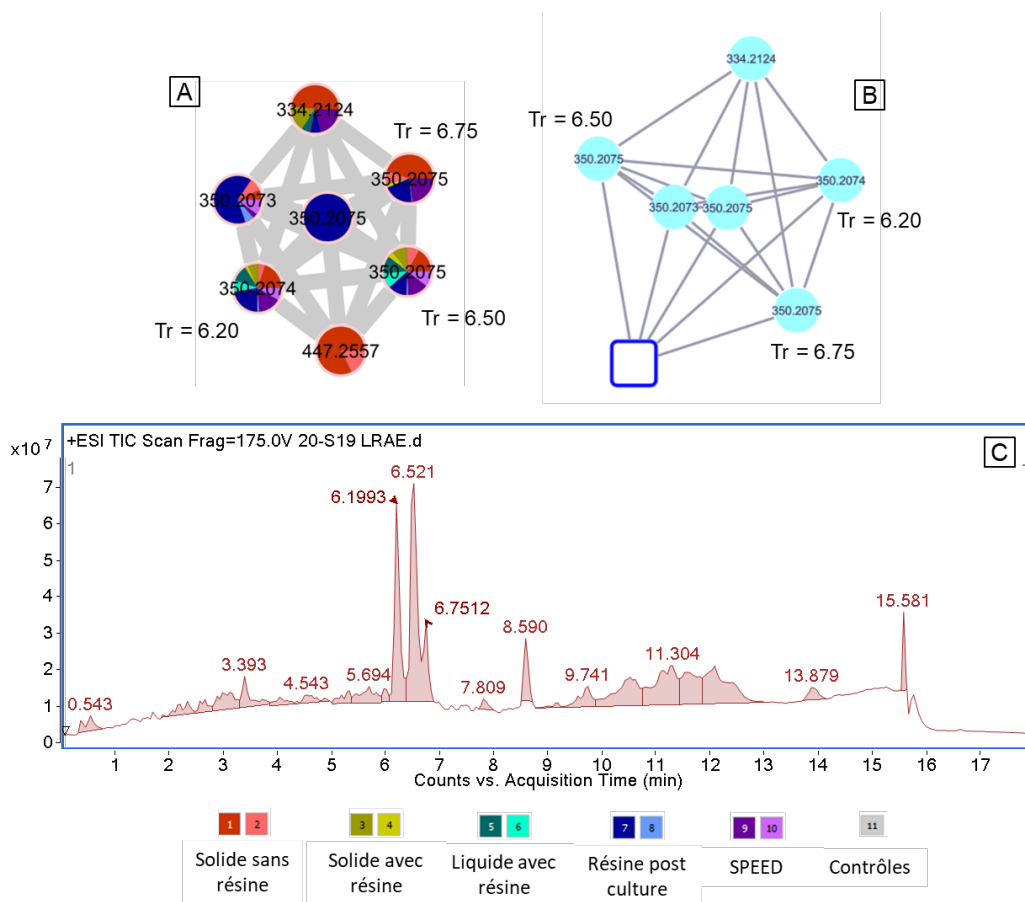 A
334.2124
Tr = 6.75
350.2075
350.2073
350.2075
350.2074
350.2075
Tr = 6.20
Tr = 6.50
447.2557
B
334.2124
Tr = 6.50
350.2075
350.2074
350.2073
350.2075
Tr = 6.20
350.2075
Tr = 6.75
C
x10 7
+ESI TIC Scan Frag=175.0V 20-S19 LRAE.d
1
7
6
5
4
3
2
1
0
0.543
3.393
4.543
5.694
6.1993
6.521
6.7512
7.809
8.590
9.741
11.304
13.879
15.581
1 2 3 4 5 6 7 8 9 10 11 12 13 14 15 16 17
Counts vs. Acquisition Time (min)
1 2 3 4 5 6 7 8 9 10 11
Solide sans
résine
Solide avec
résine
Liquide avec
résine
Résine post
culture
SPEED
Contrôles